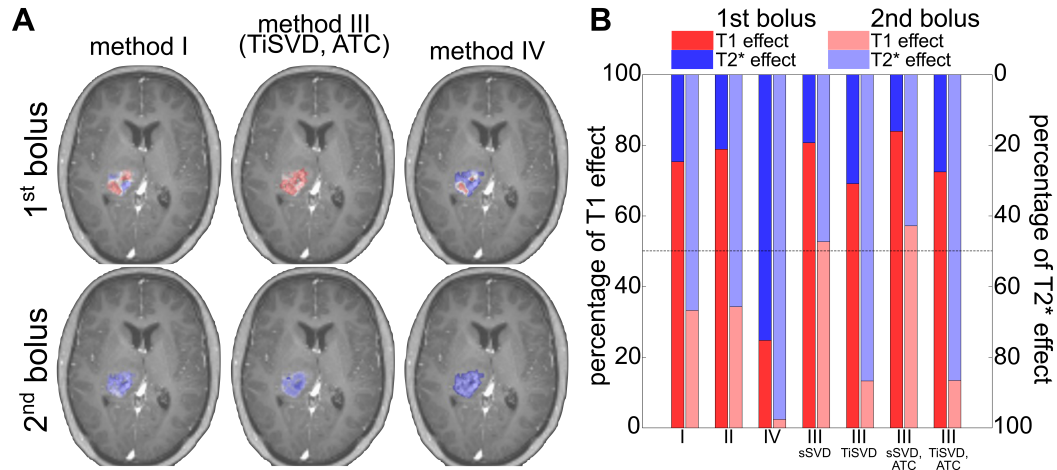 A
method I
method III
(TiSVD, ATC)
method IV
1st bolus
2nd bolus
B
1st bolus
2nd bolus
T1 effect
T1 effect
T2* effect
T2* effect
percentage of T1 effect
100
80
60
40
20
0
0
20
40
60
80
100
percentage of T2* effect
I
II
IV
III
sSVD
III
TiSVD
III
sSVD,
ATC
III
TiSVD,
ATC